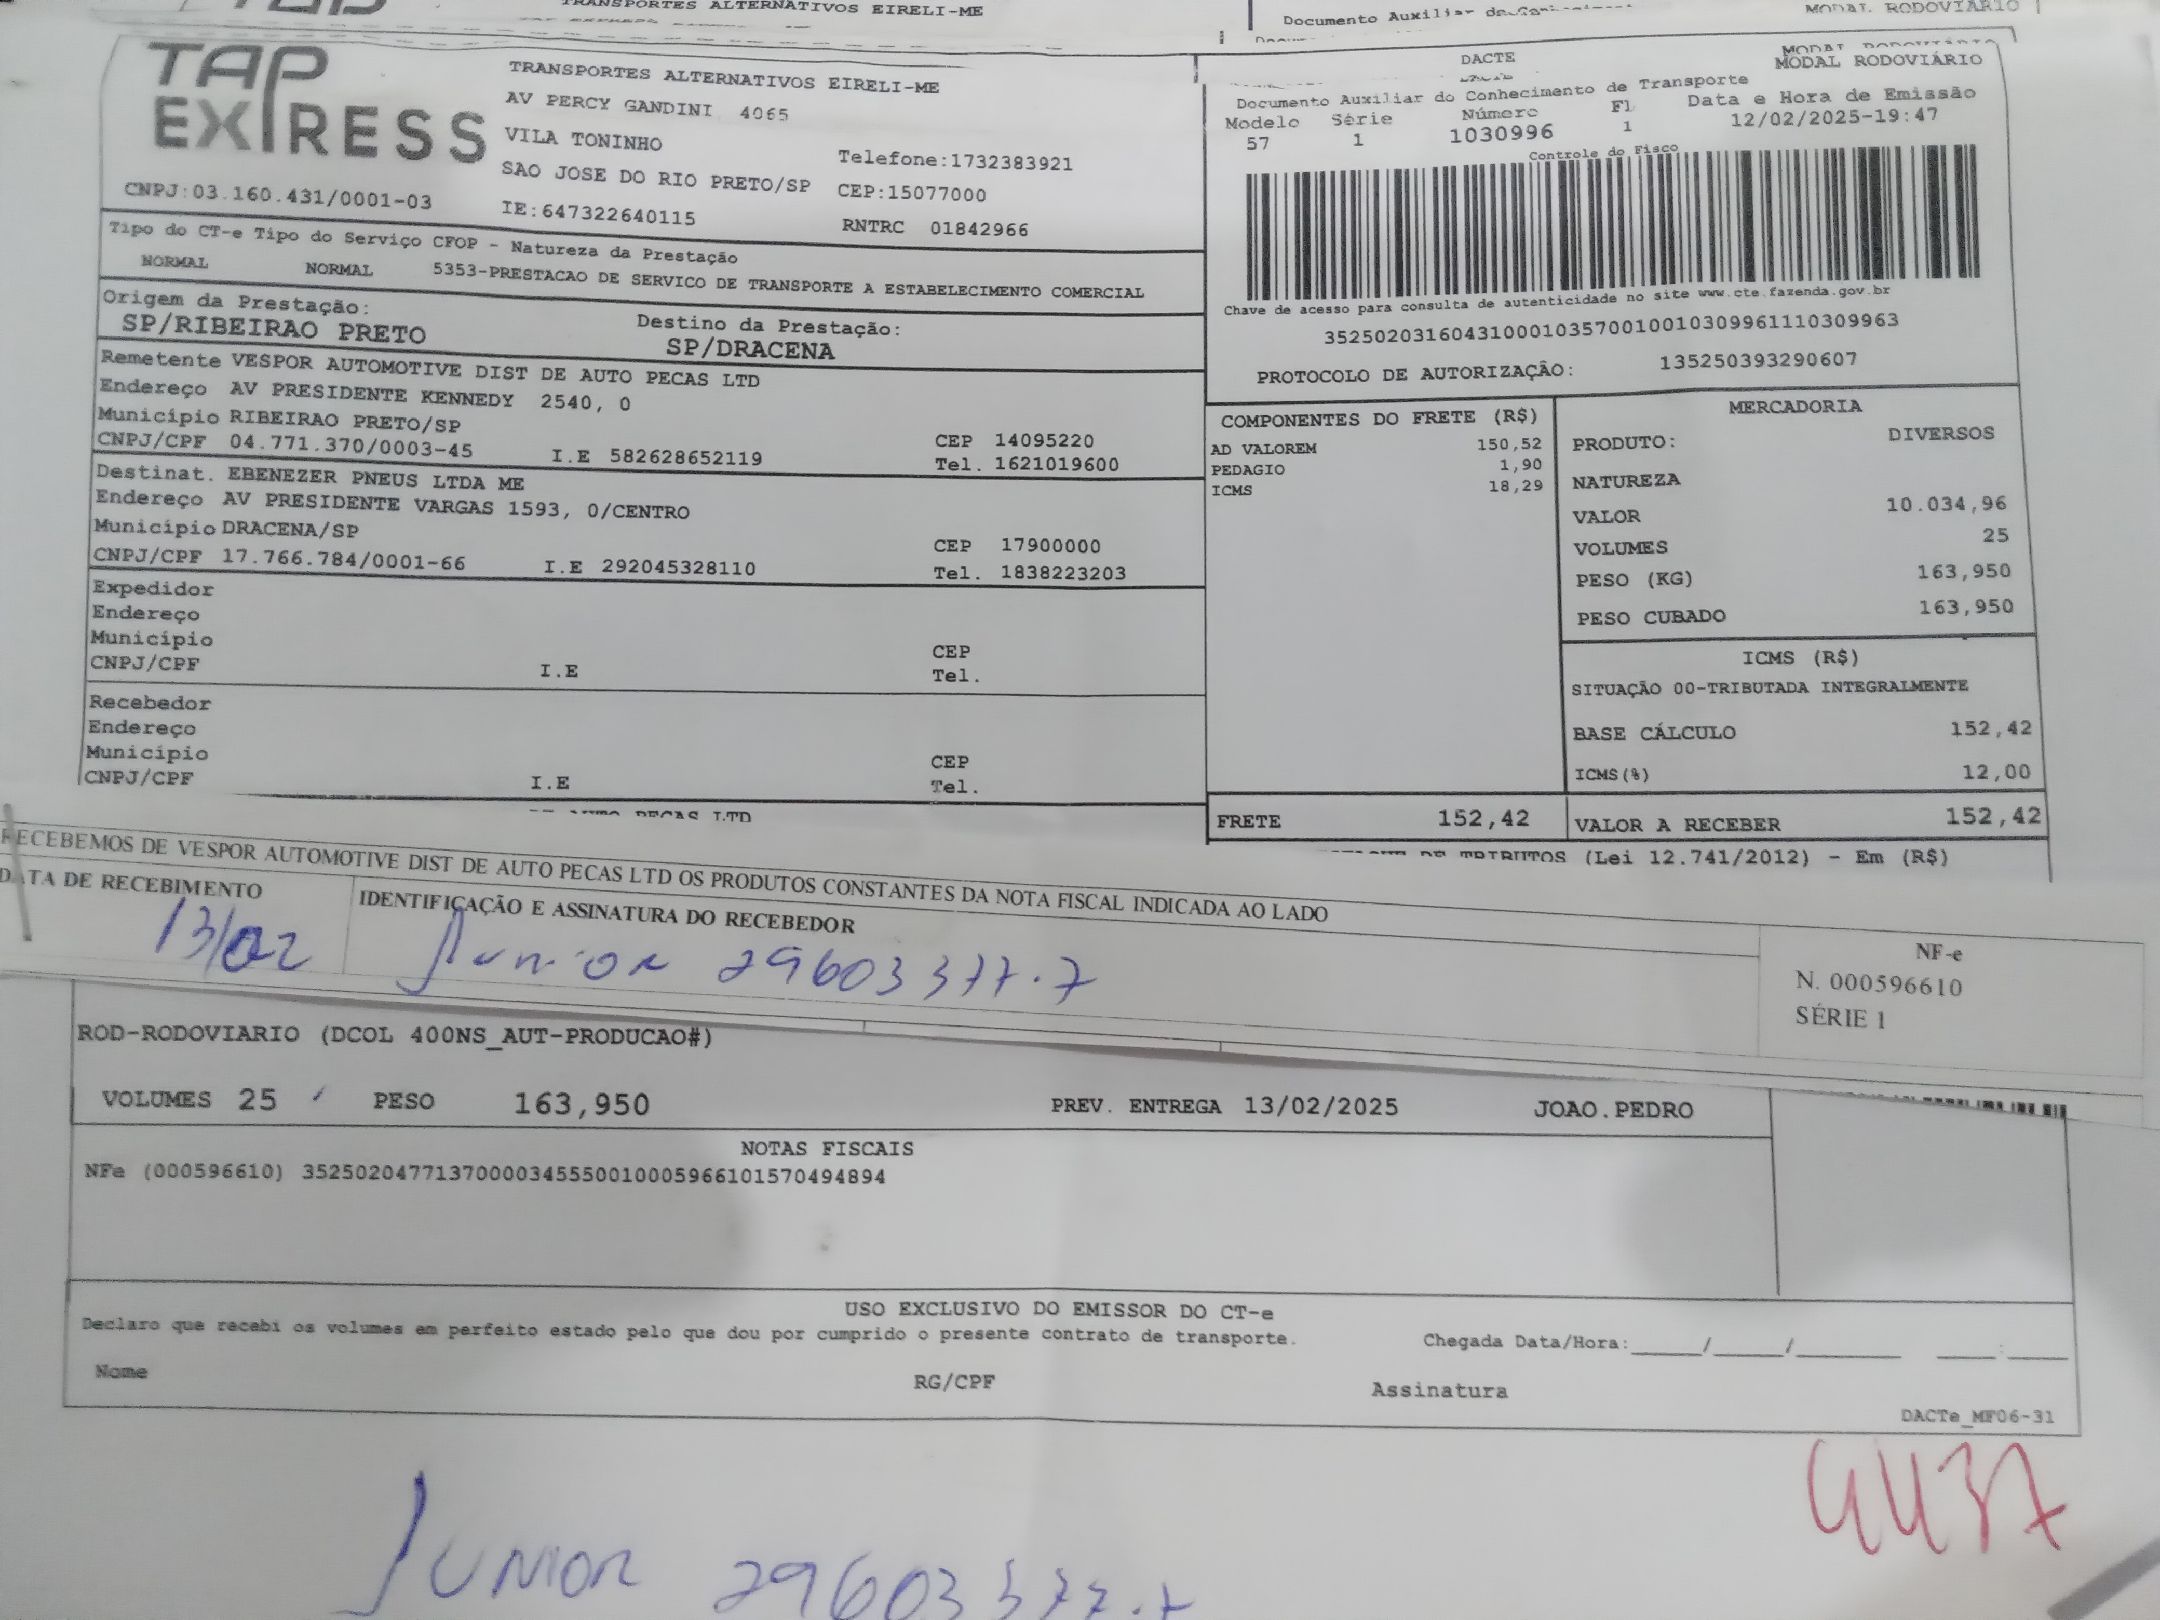 TRANSPORTES ALTERNATIVOS EIRELI-ME
Documento Auxiliar
MODAL RODOVIÁRIO
TAP EXPRESS
CNPJ:03.160.431/0001-03
TRANSPORTES ALTERNATIVOS EIRELI-ME
AV PERCY GANDINI 4065
VILA TONINHO
SAO JOSE DO RIO PRETO/SP
IE:647322640115
Telefone:1732383921
CEP:15077000
RNTRC 01842966
DACTE
MODAL RODOVIÁRIO
Documento Auxiliar do Conhecimento de Transporte
Modelo Série Número Fl Data e Hora de Emissão
57 1 1030996 1 12/02/2025-19:47
Controle do Fisco
Chave de acesso para consulta de autenticidade no site www.cte.fazenda.gov.br
35250203160431000103570010010309961110309963
PROTOCOLO DE AUTORIZAÇÃO: 135250393290607
Tipo do CT-e Tipo do Serviço CFOP - Natureza da Prestação
NORMAL NORMAL 5353-PRESTACAO DE SERVICO DE TRANSPORTE A ESTABELECIMENTO COMERCIAL
Origem da Prestação: Destino da Prestação:
SP/RIBEIRAO PRETO SP/DRACENA
Remetente VESPOR AUTOMOTIVE DIST DE AUTO PECAS LTD
Endereço AV PRESIDENTE KENNEDY 2540, 0
Município RIBEIRAO PRETO/SP CEP 14095220
CNPJ/CPF 04.771.370/0003-45 I.E 582628652119 Tel. 1621019600
Destinat. EBENEZER PNEUS LTDA ME
Endereço AV PRESIDENTE VARGAS 1593, 0/CENTRO
Município DRACENA/SP CEP 17900000
CNPJ/CPF 17.766.784/0001-66 I.E 292045328110 Tel. 1838223203
Expedidor
Endereço
Município CEP
CNPJ/CPF I.E Tel.
Recebedor
Endereço
Município CEP
CNPJ/CPF I.E Tel.
COMPONENTES DO FRETE (R$)
AD VALOREM 150,52
PEDAGIO 1,90
ICMS 18,29
MERCADORIA
PRODUTO: DIVERSOS
NATUREZA
VALOR 10.034,96
VOLUMES 25
PESO (KG) 163,950
PESO CUBADO 163,950
ICMS (R$)
SITUAÇÃO 00-TRIBUTADA INTEGRALMENTE
BASE CÁLCULO 152,42
ICMS(%) 12,00
FRETE 152,42 VALOR A RECEBER 152,42
DE TRIBUTOS (Lei 12.741/2012) - Em (R$)
RECEBEMOS DE VESPOR AUTOMOTIVE DIST DE AUTO PECAS LTD OS PRODUTOS CONSTANTES DA NOTA FISCAL INDICADA AO LADO
DATA DE RECEBIMENTO IDENTIFICAÇÃO E ASSINATURA DO RECEBEDOR
13/02 Junior 29603377.7
NF-e
N. 000596610
SÉRIE 1
ROD-RODOVIARIO (DCOL 400NS_AUT-PRODUCAO#)
VOLUMES 25 PESO 163,950 PREV. ENTREGA 13/02/2025 JOAO.PEDRO
NOTAS FISCAIS
NFe (000596610) 35250204771370000345550010005966101570494894
USO EXCLUSIVO DO EMISSOR DO CT-e
Declaro que recebi os volumes em perfeito estado pelo que dou por cumprido o presente contrato de transporte. Chegada Data/Hora:_____/_____/_______ ____:____
Nome RG/CPF Assinatura
DACTe_MF06-31
4437
JUNIOR 29603377.7